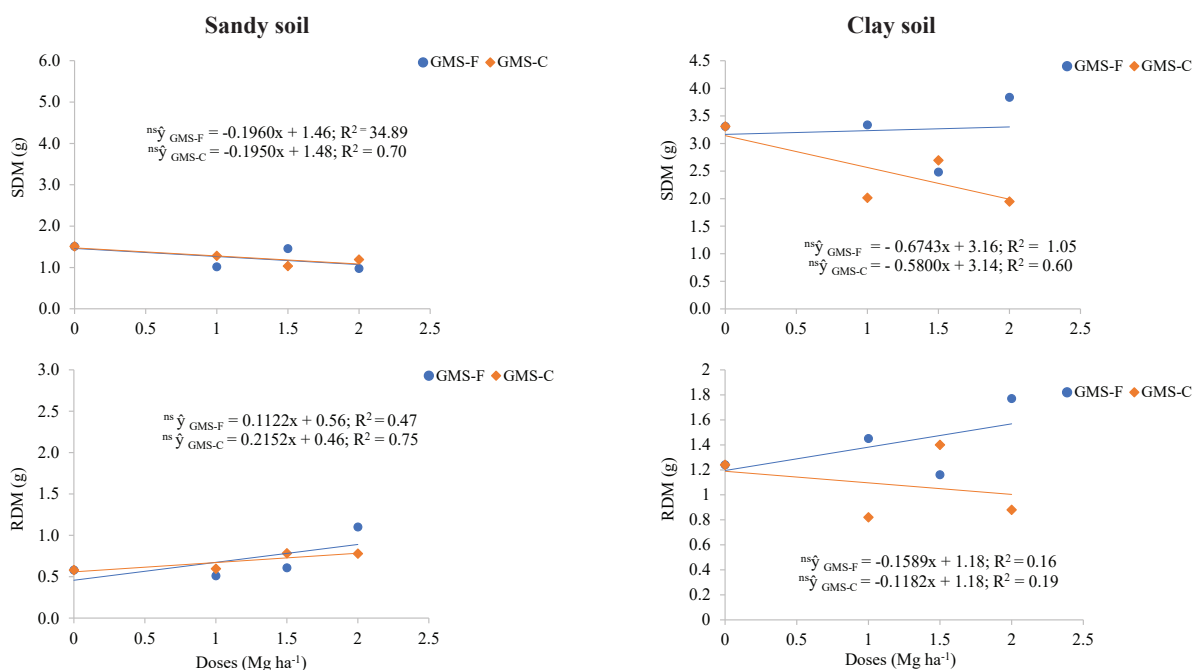 Sandy soil
GMS-F GMS-C
6.0
5.0
4.0
3.0
2.0
1.0
0.0
SDM (g)
ns ŷ GMS-F = -0.1960x + 1.46; R² = 34.89
ns ŷ GMS-C = -0.1950x + 1.48; R² = 0.70
0 0.5 1 1.5 2 2.5
Clay soil
GMS-F GMS-C
4.5
4.0
3.5
3.0
2.5
2.0
1.5
1.0
0.5
0.0
SDM (g)
ns ŷ GMS-F = - 0.6743x + 3.16; R² = 1.05
ns ŷ GMS-C = - 0.5800x + 3.14; R² = 0.60
0 0.5 1 1.5 2 2.5
GMS-F GMS-C
3.0
2.5
2.0
1.5
1.0
0.5
0.0
RDM (g)
ns ŷ GMS-F = 0.1122x + 0.56; R² = 0.47
ns ŷ GMS-C = 0.2152x + 0.46; R² = 0.75
0 0.5 1 1.5 2 2.5
Doses (Mg ha⁻¹)
GMS-F GMS-C
2
1.8
1.6
1.4
1.2
1
0.8
0.6
0.4
0.2
0
RDM (g)
ns ŷ GMS-F = -0.1589x + 1.18; R² = 0.16
ns ŷ GMS-C = -0.1182x + 1.18; R² = 0.19
0 0.5 1 1.5 2 2.5
Doses (Mg ha⁻¹)